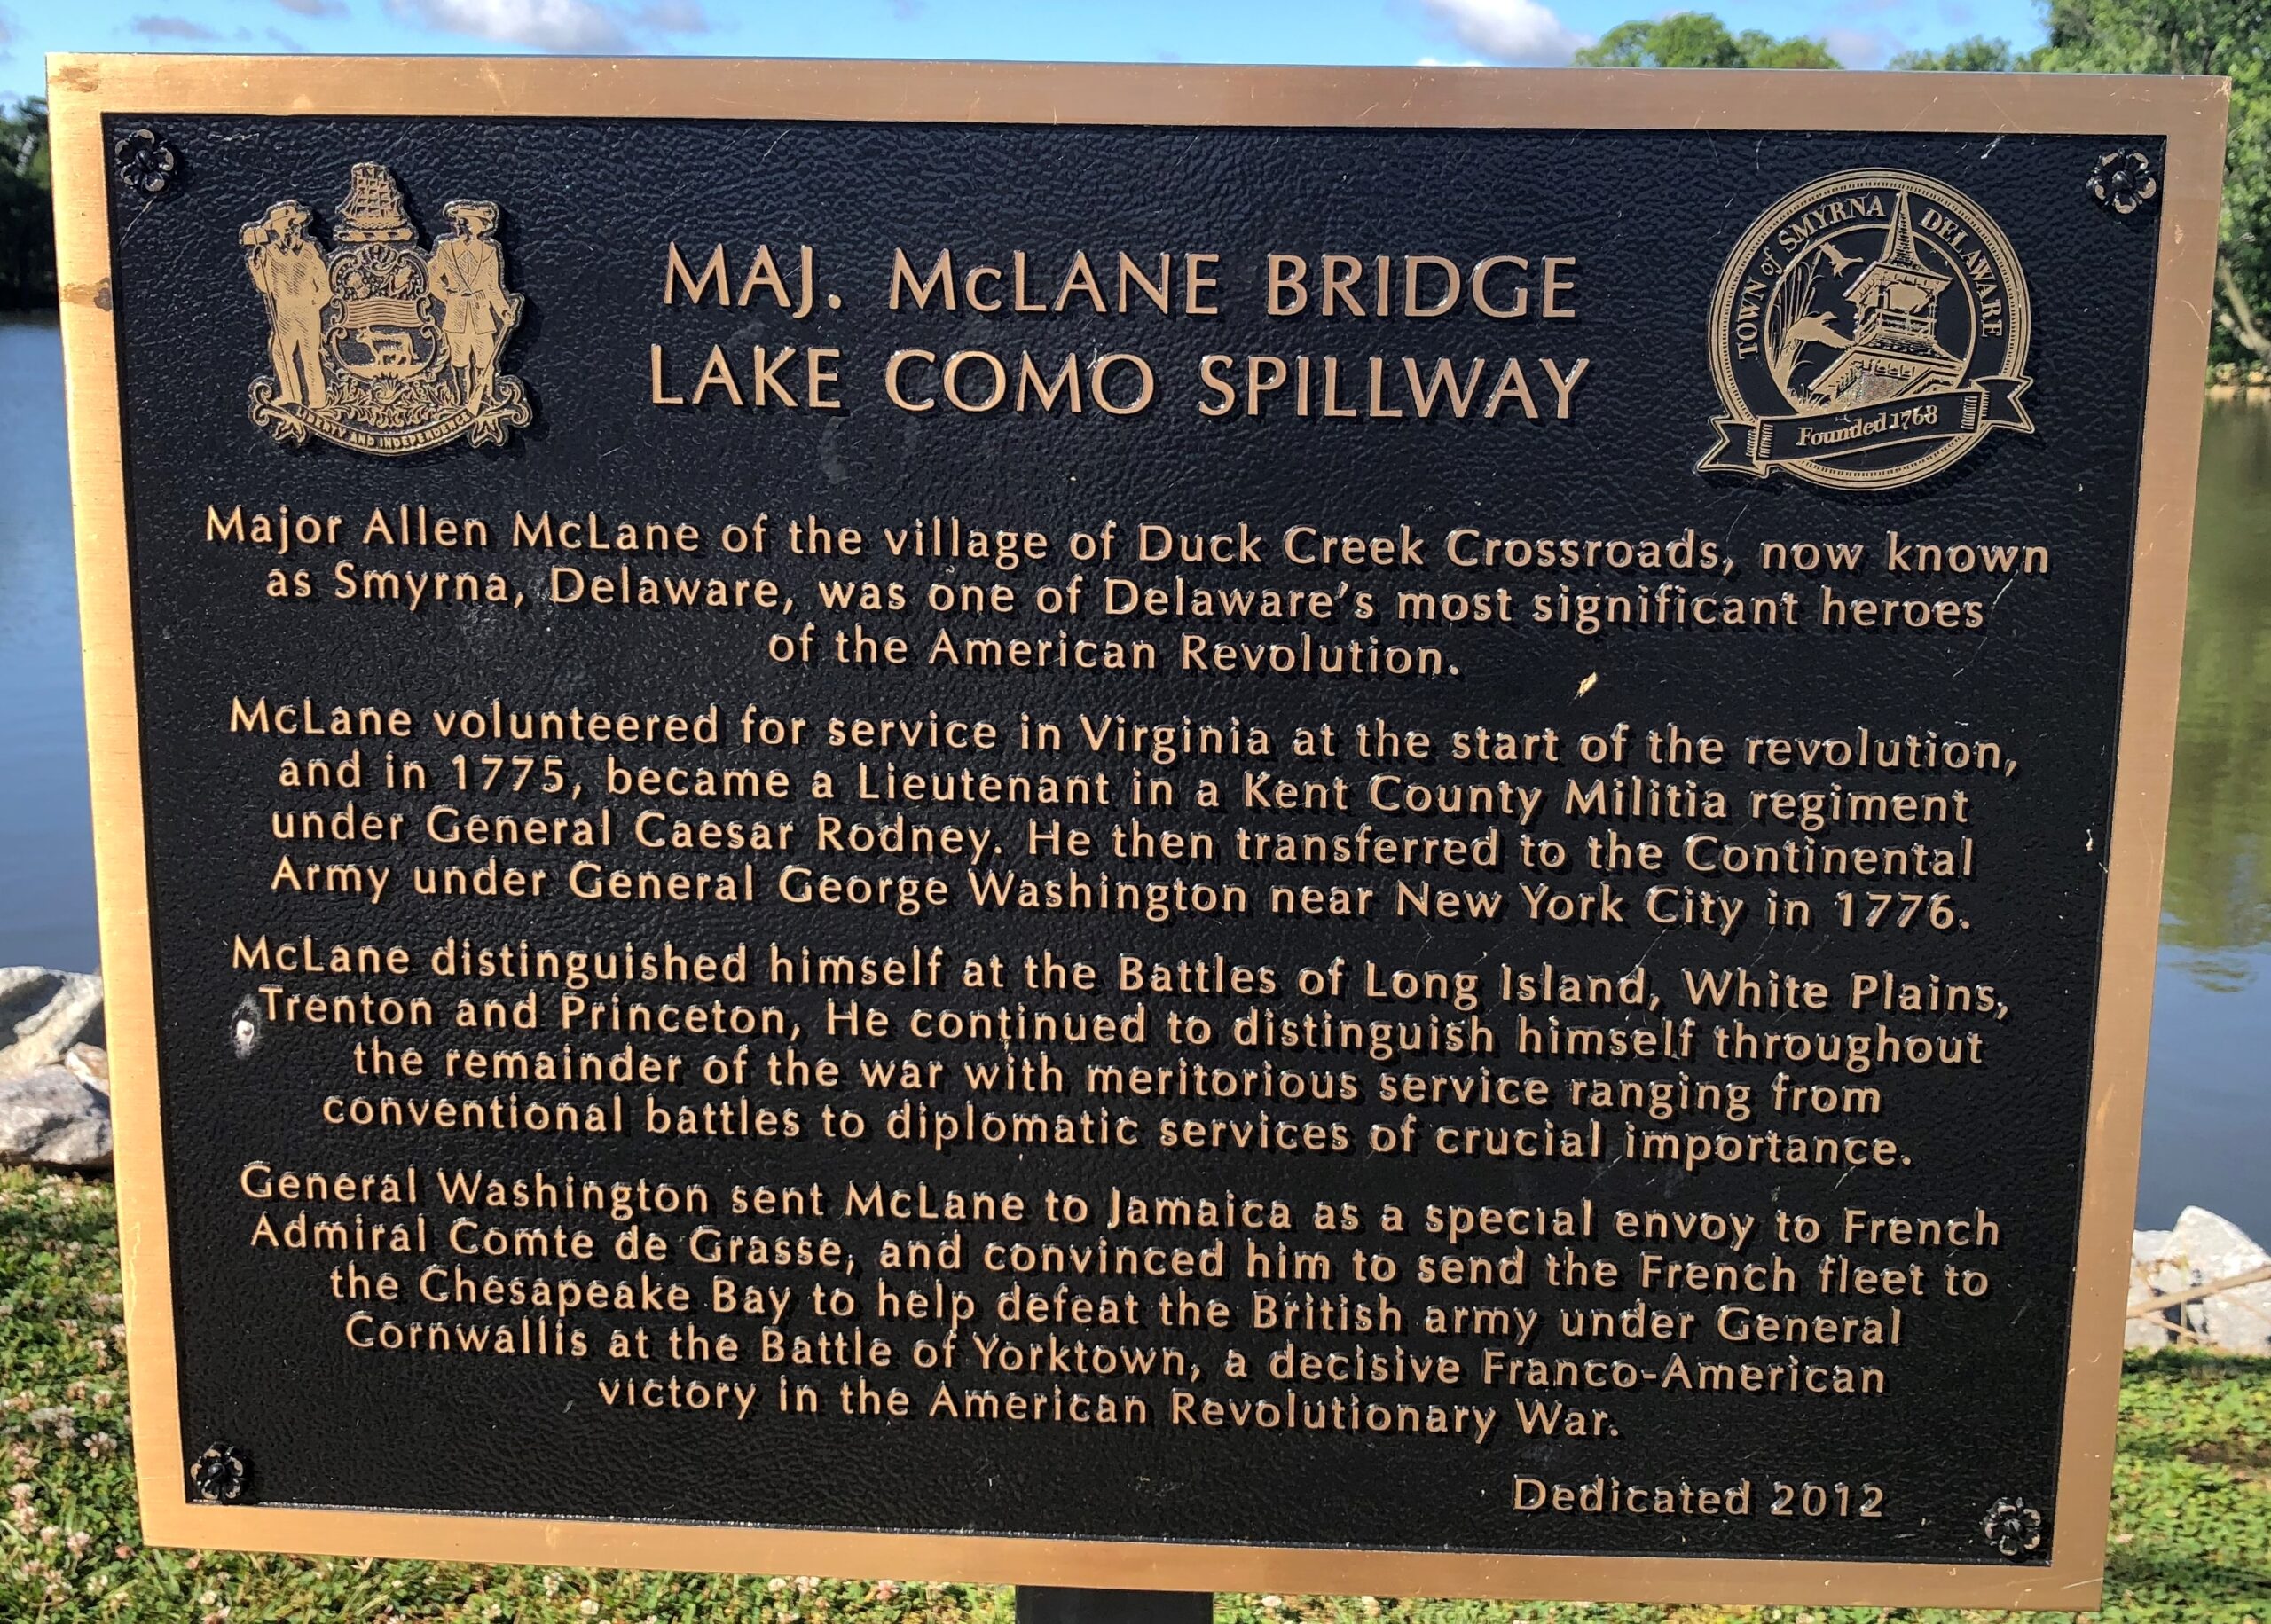 MAJ. McLANE BRIDGE
LAKE COMO SPILLWAY
LIBERTY AND INDEPENDENCE
TOWN of SMYRNA DELAWARE
Founded 1768
Major Allen McLane of the village of Duck Creek Crossroads, now known
as Smyrna, Delaware, was one of Delaware's most significant heroes
of the American Revolution.
McLane volunteered for service in Virginia at the start of the revolution,
and in 1775, became a Lieutenant in a Kent County Militia regiment
under General Caesar Rodney. He then transferred to the Continental
Army under General George Washington near New York City in 1776.
McLane distinguished himself at the Battles of Long Island, White Plains,
Trenton and Princeton, He continued to distinguish himself throughout
the remainder of the war with meritorious service ranging from
conventional battles to diplomatic services of crucial importance.
General Washington sent McLane to Jamaica as a special envoy to French
Admiral Comte de Grasse, and convinced him to send the French fleet to
the Chesapeake Bay to help defeat the British army under General
Cornwallis at the Battle of Yorktown, a decisive Franco-American
victory in the American Revolutionary War.
Dedicated 2012